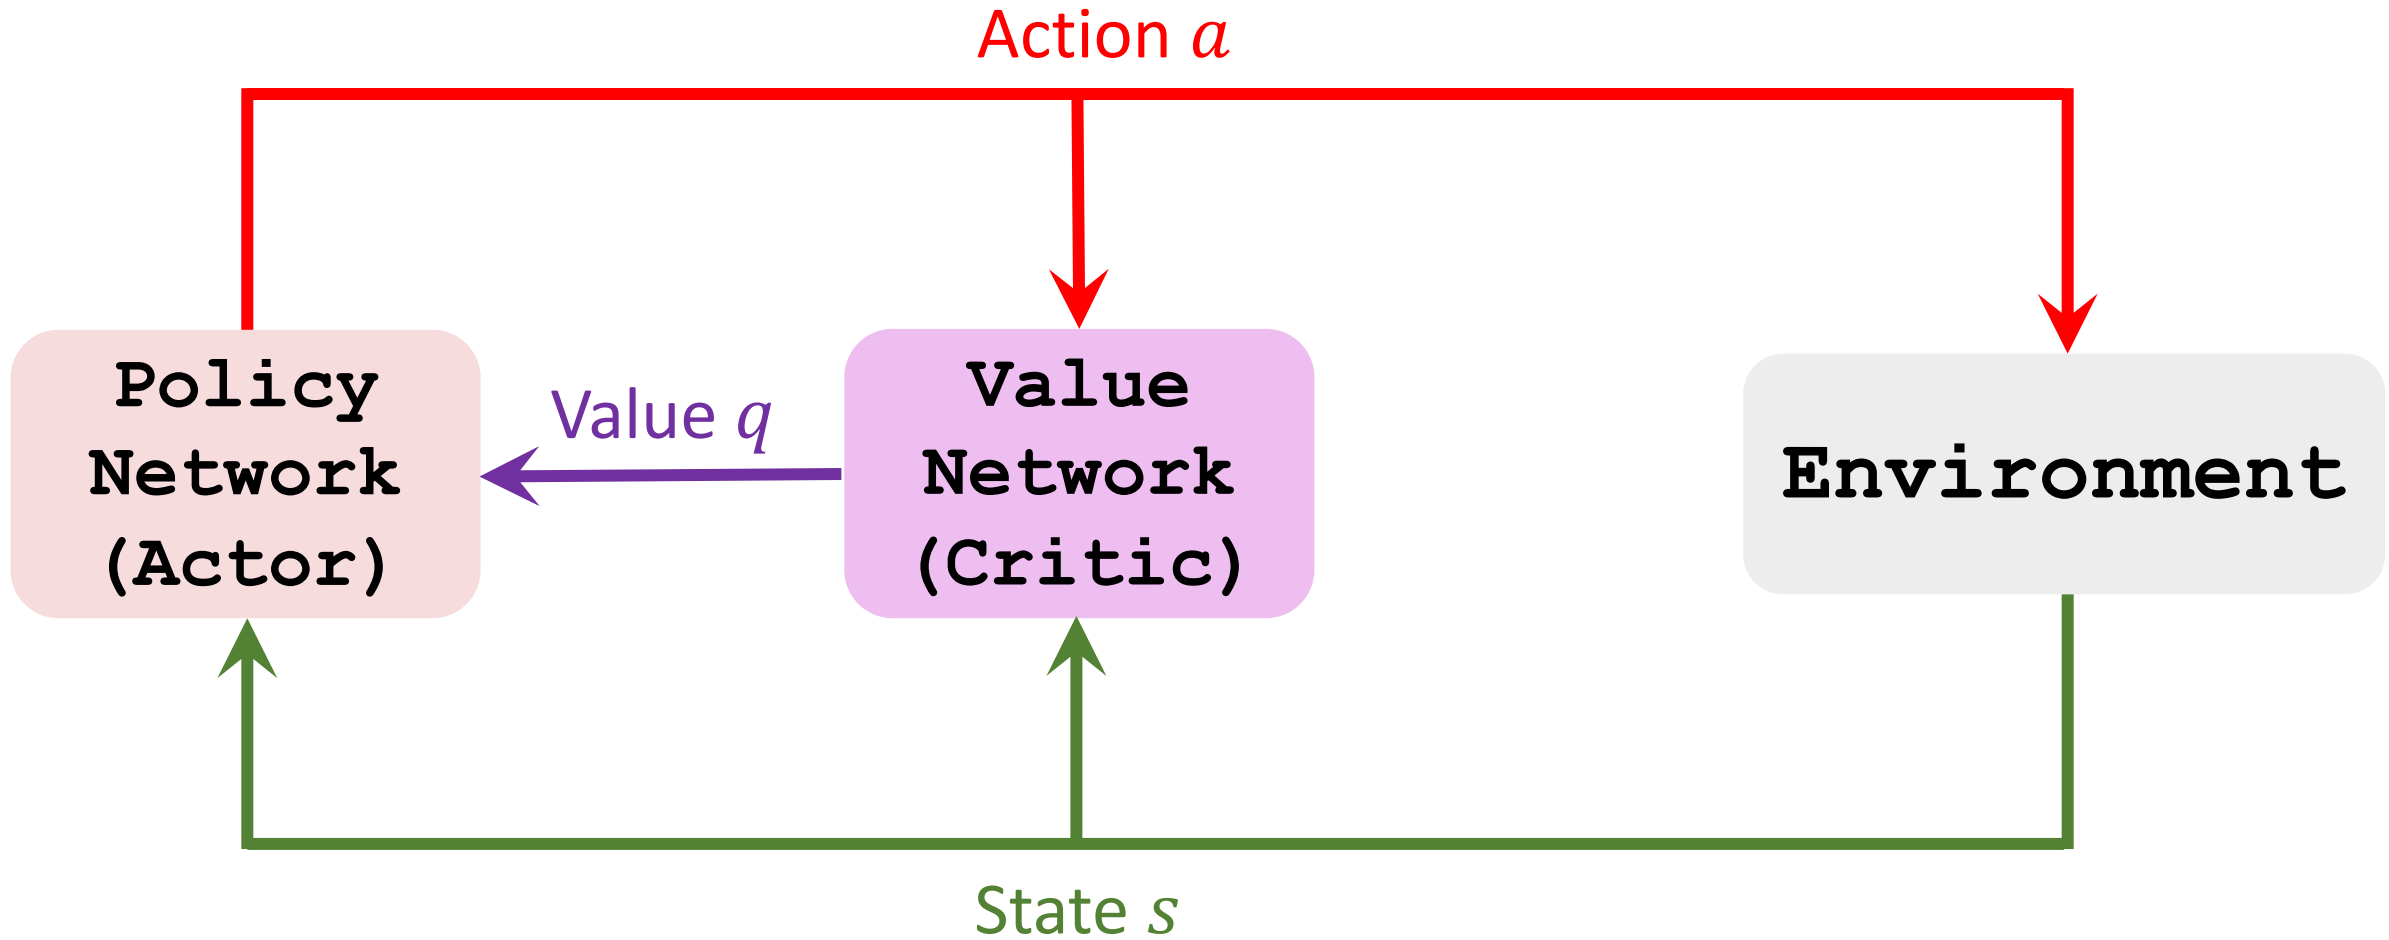 Action a
Policy
Network
(Actor)
Value q
Value
Network
(Critic)
Environment
State s